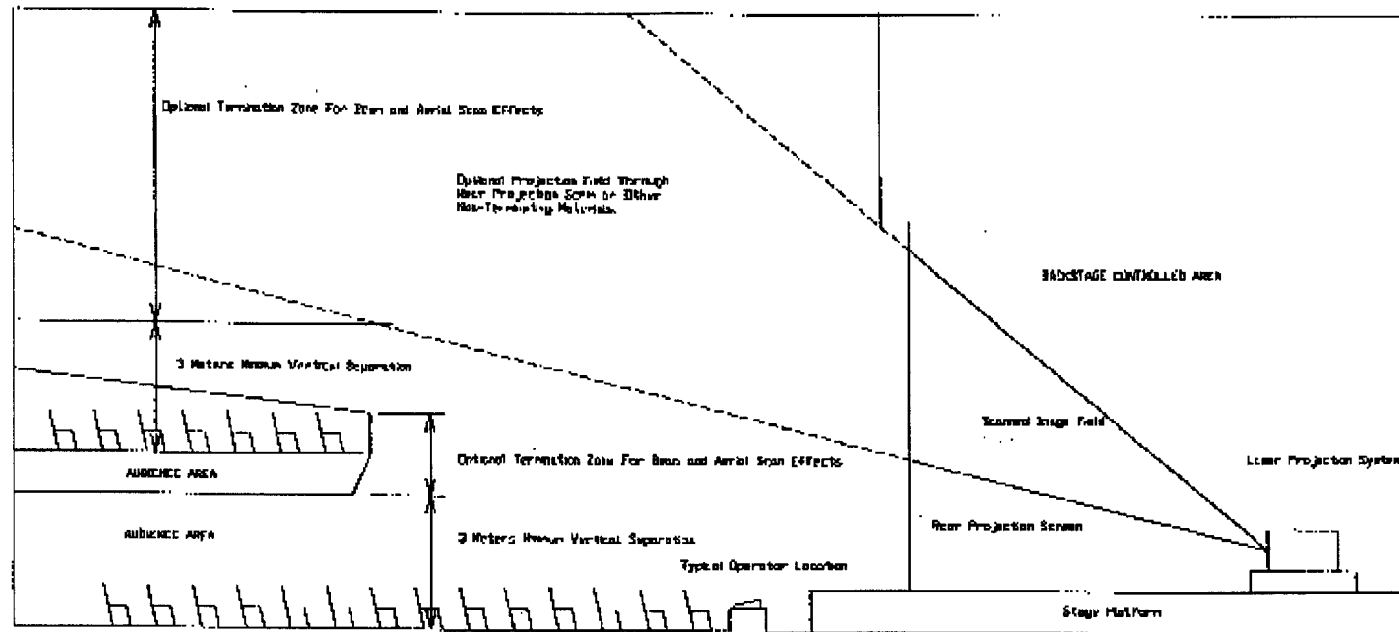 Optional Termination Zone For Beam and Aerial Scan Effects
Optional Projection Field Through
Rear Projection Screen or Other
Non-Terminating Materials.
BACKSTAGE CONTROLLED AREA
3 Meters Minimum Vertical Separation
Scanned Image Field
Optional Termination Zone For Beam and Aerial Scan Effects
Laser Projection System
AUDIENCE AREA
AUDIENCE AREA
Rear Projection Screen
3 Meters Minimum Vertical Separation
Typical Operator Location
Stage Platform